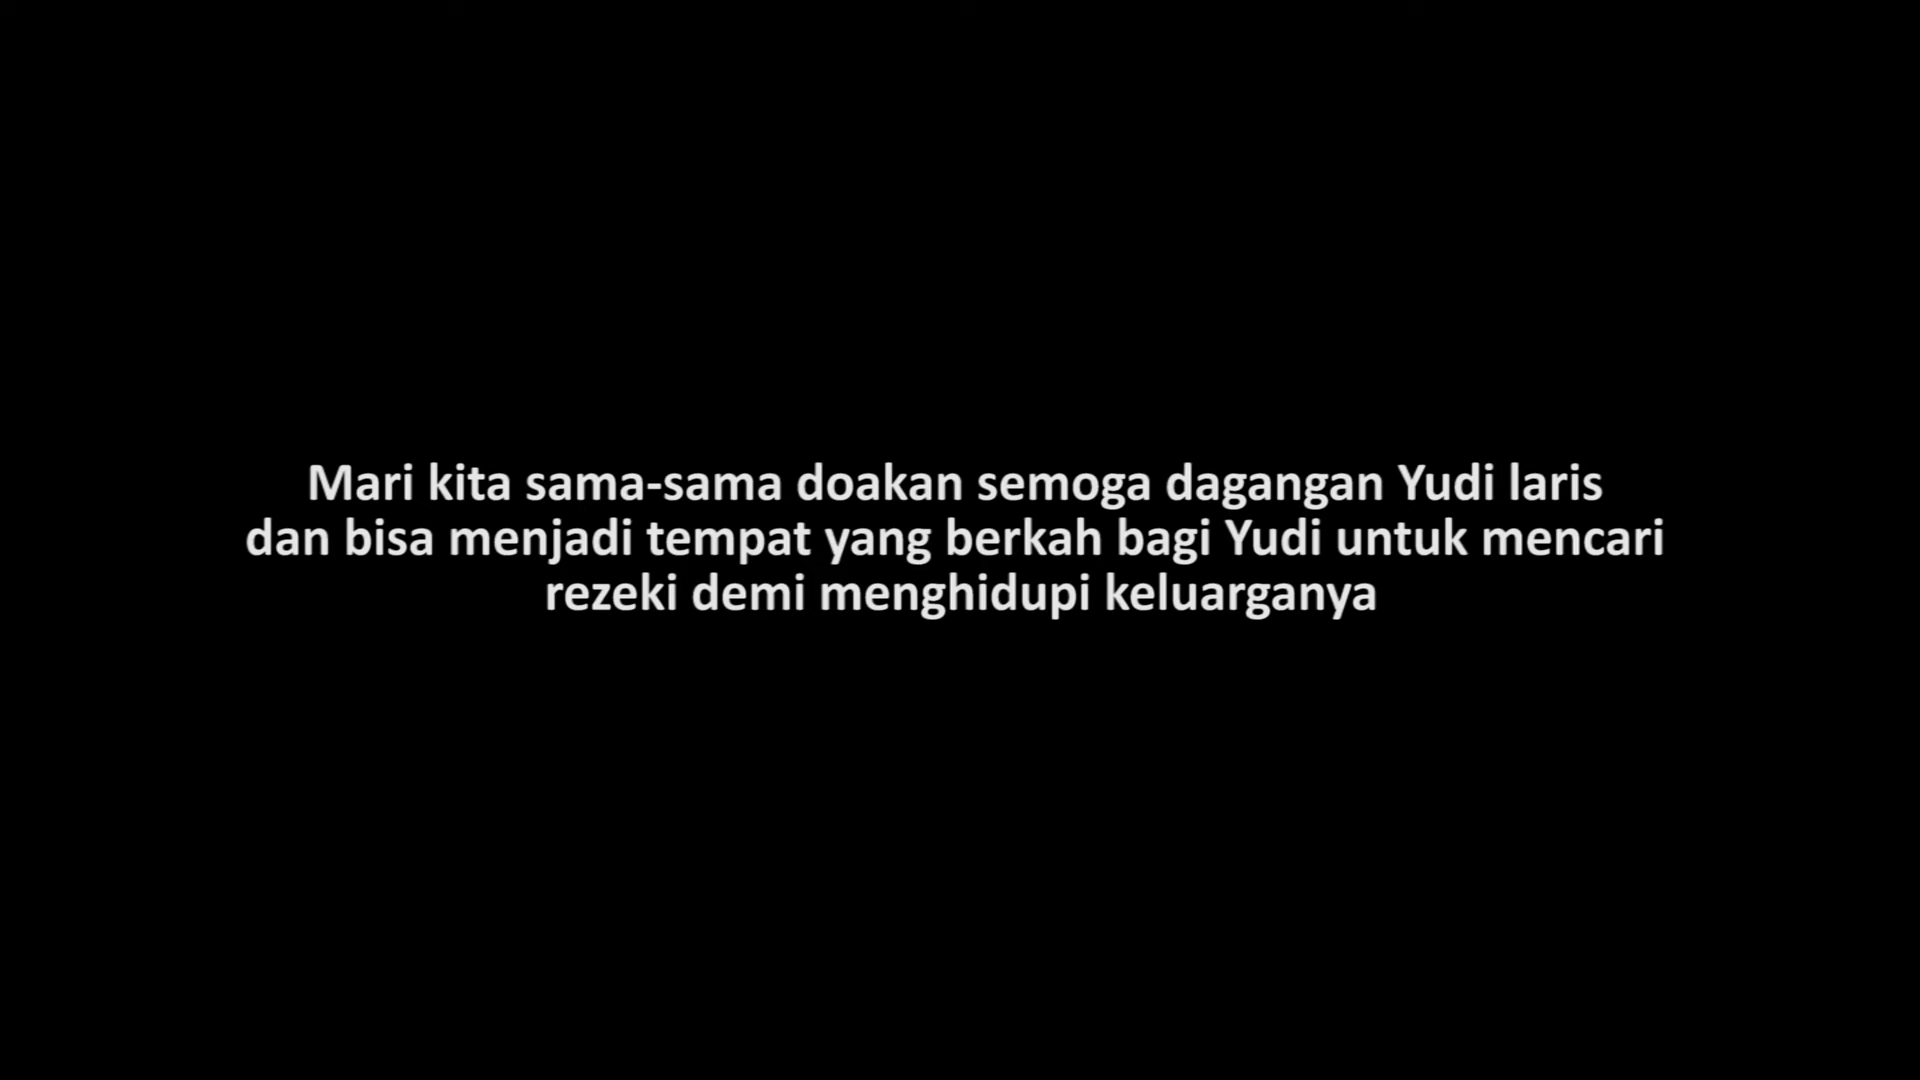 Mari kita sama-sama doakan semoga dagangan Yudi laris
dan bisa menjadi tempat yang berkah bagi Yudi untuk mencari
rezeki demi menghidupi keluarganya